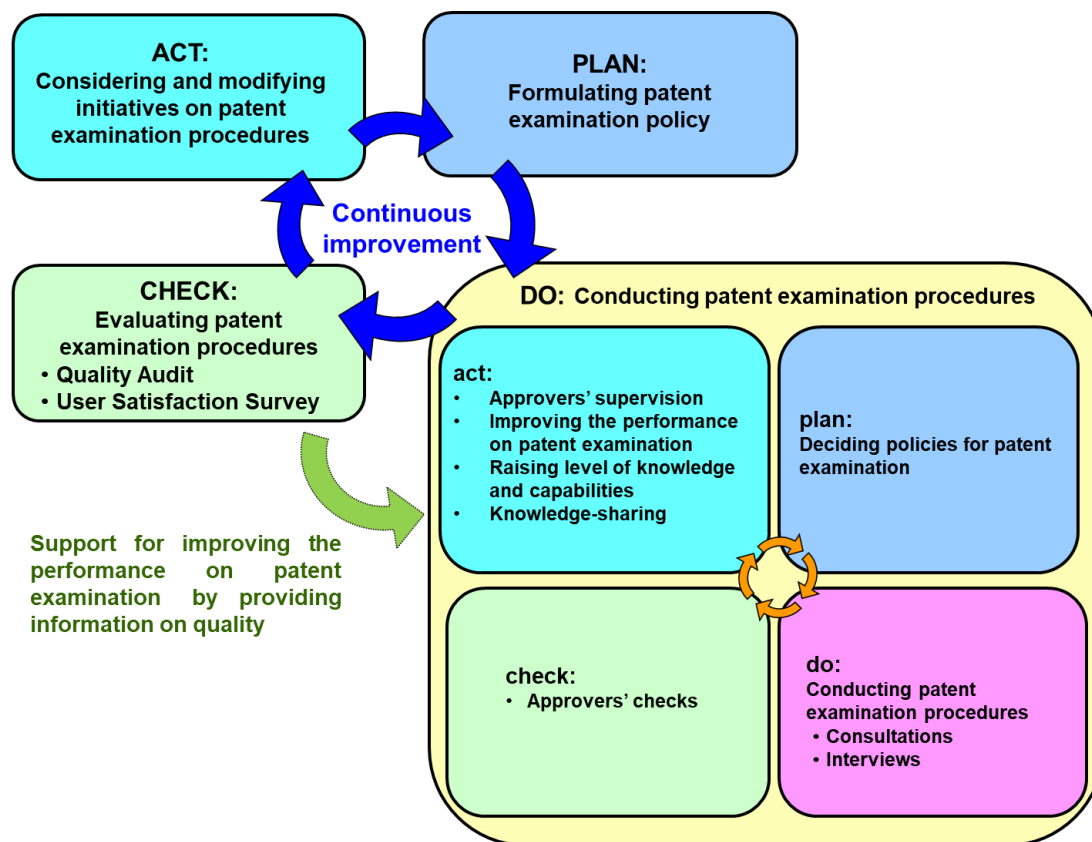 ACT:
Considering and modifying
initiatives on patent
examination procedures
PLAN:
Formulating patent
examination policy
Continuous
improvement
CHECK:
Evaluating patent
examination procedures
• Quality Audit
• User Satisfaction Survey
DO: Conducting patent examination procedures
act:
• Approvers’ supervision
• Improving the performance
on patent examination
• Raising level of knowledge
and capabilities
• Knowledge-sharing
plan:
Deciding policies for patent
examination
Support for improving the
performance on patent
examination by providing
information on quality
check:
• Approvers’ checks
do:
Conducting patent
examination procedures
• Consultations
• Interviews